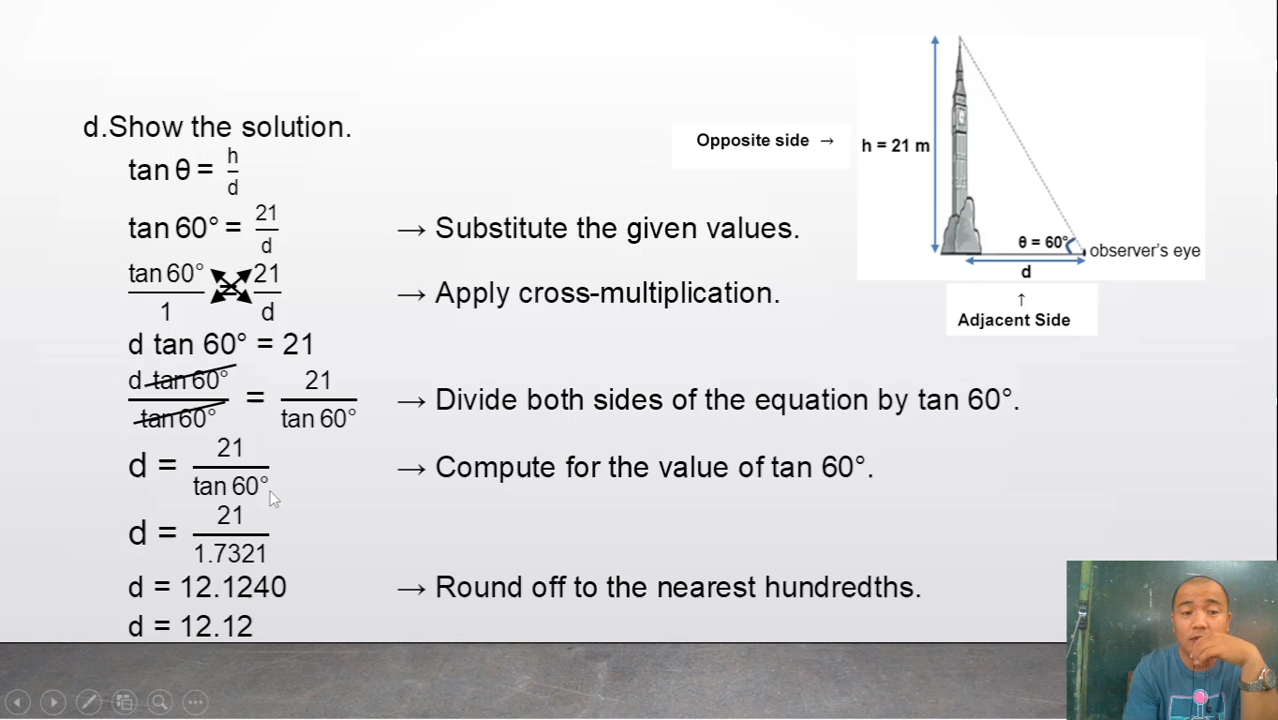 d.Show the solution.
tan θ = h/d
tan 60° = 21/d → Substitute the given values.
tan 60°/1 = 21/d → Apply cross-multiplication.
d tan 60° = 21
d tan 60°/tan 60° = 21/tan 60° → Divide both sides of the equation by tan 60°.
d = 21/tan 60° → Compute for the value of tan 60°.
d = 21/1.7321
d = 12.1240 → Round off to the nearest hundredths.
d = 12.12
Opposite side →
h = 21 m
θ = 60°
observer's eye
d
↑
Adjacent Side